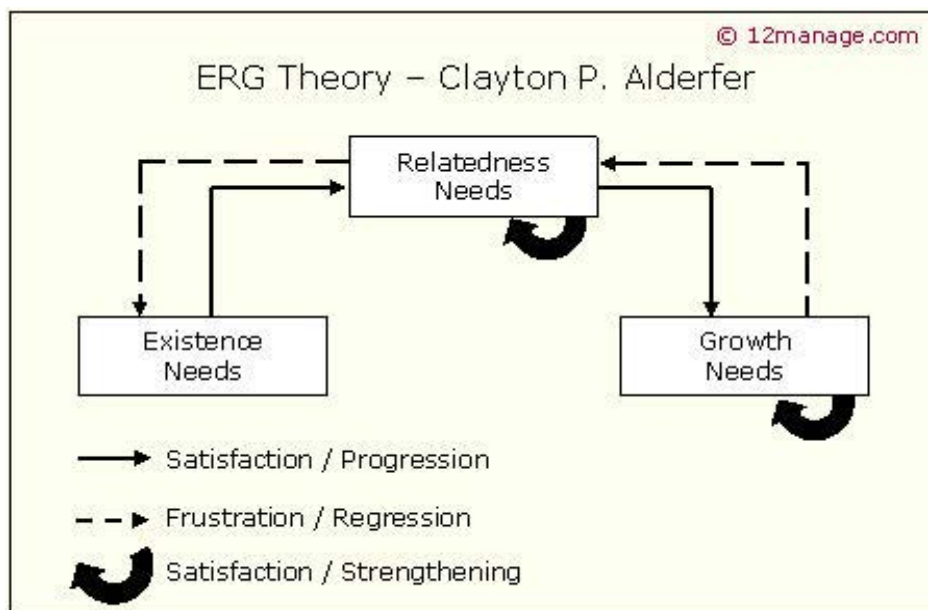 © 12manage.com
ERG Theory – Clayton P. Alderfer
Relatedness
Needs
Existence
Needs
Growth
Needs
Satisfaction / Progression
Frustration / Regression
Satisfaction / Strengthening